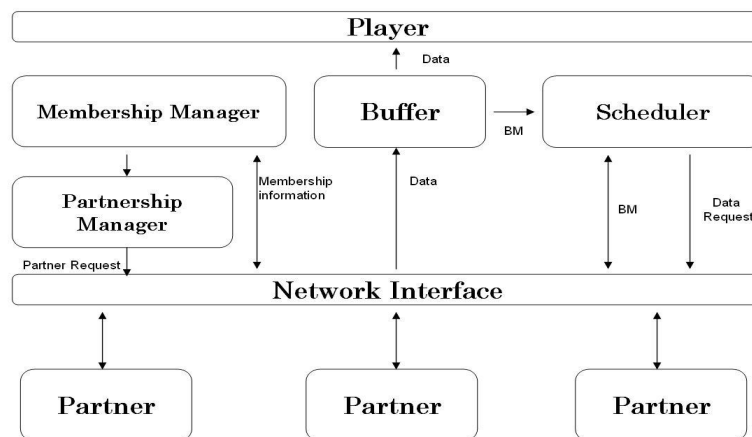 Player
Data
Membership Manager
Buffer
BM
Scheduler
Partnership
Manager
Membership
information
Data
BM
Data
Request
Partner Request
Network Interface
Partner
Partner
Partner